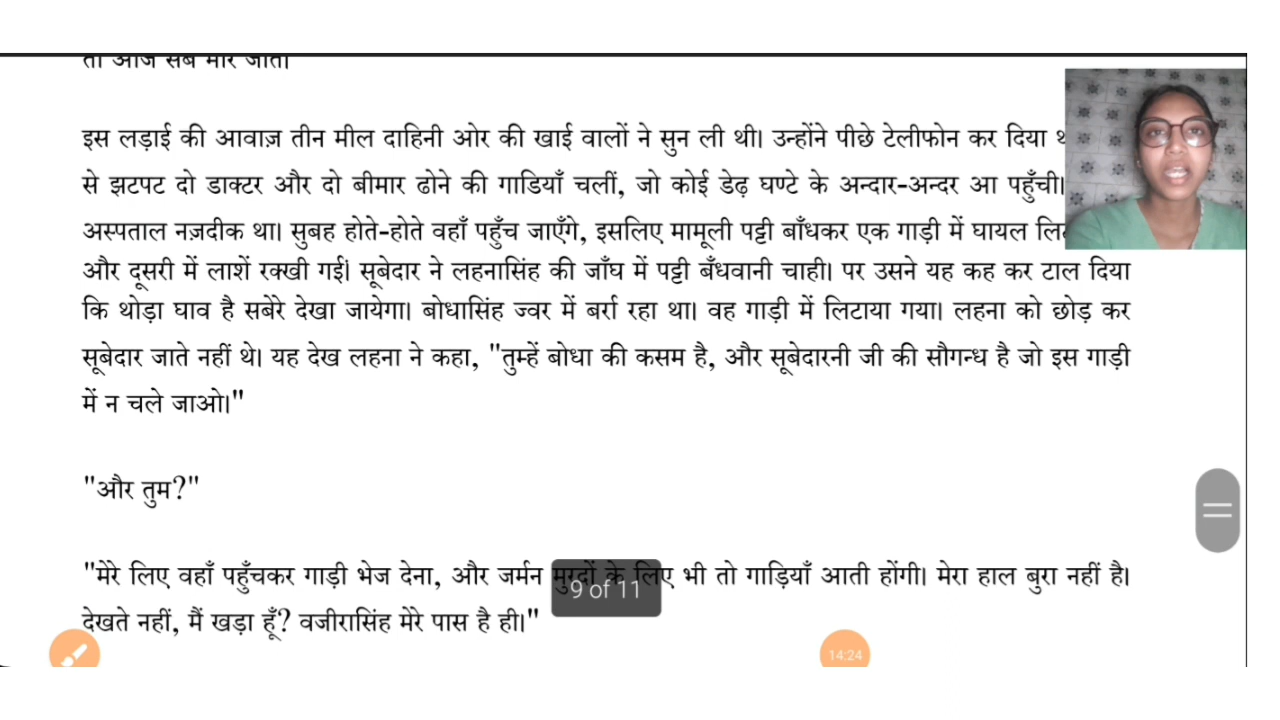 तो आज सब मारे जाते।
इस लड़ाई की आवाज़ तीन मील दाहिनी ओर की खाई वालों ने सुन ली थी। उन्होंने पीछे टेलीफोन कर दिया
से झटपट दो डाक्टर और दो बीमार ढोने की गाडियाँ चलीं, जो कोई डेढ़ घण्टे के अन्दार-अन्दर आ पहुँची।
अस्पताल नज़दीक था। सुबह होते-होते वहाँ पहुँच जाएँगे, इसलिए मामूली पट्टी बाँधकर एक गाड़ी में घायल
और दूसरी में लाशें रक्खी गईं। सूबेदार ने लहनासिंह की जाँघ में पट्टी बँधवानी चाही। पर उसने यह कह कर टाल दिया
कि थोड़ा घाव है सबेरे देखा जायेगा। बोधासिंह ज्वर में बर्रा रहा था। वह गाड़ी में लिटाया गया। लहना को छोड़ कर
सूबेदार जाते नहीं थे। यह देख लहना ने कहा, "तुम्हें बोधा की कसम है, और सूबेदारनी जी की सौगन्ध है जो इस गाड़ी
में न चले जाओ।"
"और तुम?"
"मेरे लिए वहाँ पहुँचकर गाड़ी भेज देना, और जर्मन मुरदों के लिए भी तो गाड़ियाँ आती होंगी। मेरा हाल बुरा नहीं है।
9 of 11
देखते नहीं, मैं खड़ा हूँ? वजीरासिंह मेरे पास है ही।"
14:24